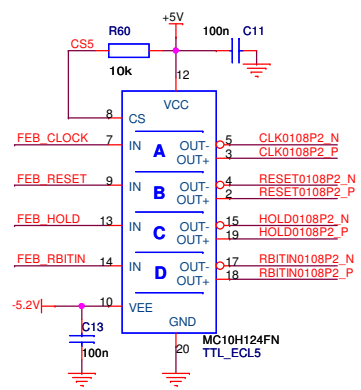 +5V
R60
100n
C11
CS5
10k
12
VCC
8
CS
FEB_CLOCK
7
IN
A
OUT-
5
CLK0108P2_N
OUT+
3
CLK0108P2_P
FEB_RESET
9
IN
B
OUT-
4
RESET0108P2_N
OUT+
2
RESET0108P2_P
FEB_HOLD
13
IN
C
OUT-
15
HOLD0108P2_N
OUT+
19
HOLD0108P2_P
FEB_RBITIN
14
IN
D
OUT-
17
RBITIN0108P2_N
OUT+
18
RBITIN0108P2_P
-5.2V
10
VEE
GND
C13
100n
20
MC10H124FN
TTL_ECL5